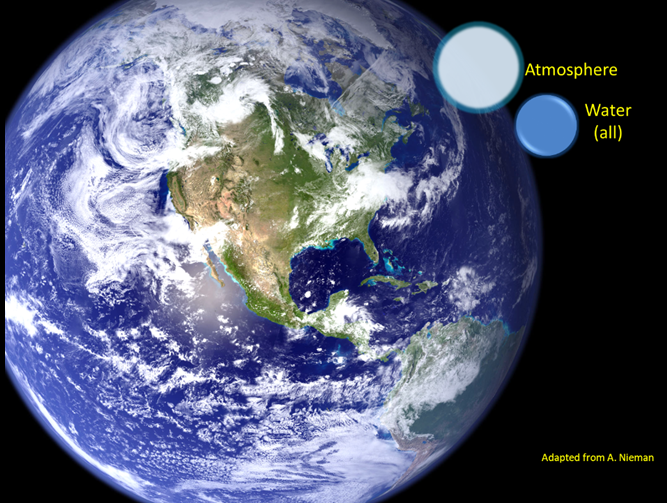 Atmosphere
Water
(all)
Adapted from A. Nieman